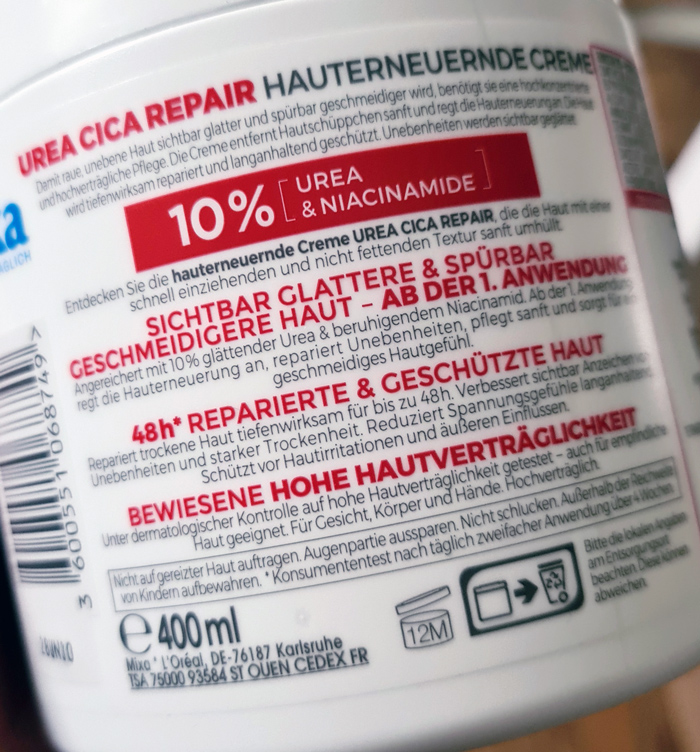 UREA CICA REPAIR HAUTERNEUERNDE CREME
Damit raue, unebene Haut sichtbar glatter und spürbar geschmeidiger wird, benötigt sie eine hochkonzentrierte
und hochverträgliche Pflege. Die Creme entfernt Hautschüppchen sanft und regt die Hauterneuerung an. Die Haut
wird tiefenwirksam repariert und langanhaltend geschützt. Unebenheiten werden sichtbar geglättet.
10% [UREA
& NIACINAMIDE]
Entdecken Sie die hauterneuernde Creme UREA CICA REPAIR, die die Haut mit einer
schnell einziehenden und nicht fettenden Textur sanft umhüllt.
SICHTBAR GLATTERE & SPÜRBAR
GESCHMEIDIGERE HAUT – AB DER 1. ANWENDUNG
Angereichert mit 10% glättender Urea & beruhigendem Niacinamid. Ab der 1. Anwendung
regt die Hauterneuerung an, repariert Unebenheiten, pflegt sanft und sorgt für ein
geschmeidiges Hautgefühl.
48h* REPARIERTE & GESCHÜTZTE HAUT
Repariert trockene Haut tiefenwirksam für bis zu 48h. Verbessert sichtbar Anzeichen von
Unebenheiten und starker Trockenheit. Reduziert Spannungsgefühle langanhaltend.
Schützt vor Hautirritationen und äußeren Einflüssen.
BEWIESENE HOHE HAUTVERTRÄGLICHKEIT
Unter dermatologischer Kontrolle auf hohe Hautverträglichkeit getestet – auch für empfindliche
Haut geeignet. Für Gesicht, Körper und Hände. Hochverträglich.
Nicht auf gereizter Haut auftragen. Augenpartie aussparen. Nicht schlucken. Außerhalb der Reichweite
von Kindern aufbewahren. * Konsumententest nach täglich zweifacher Anwendung über 4 Wochen
℮ 400 ml
Mixa * L'Oréal, DE-76187 Karlsruhe
TSA 75000 93584 ST OUEN CEDEX FR
12M
Bitte die lokalen Angaben
am Entsorgungsort
beachten. Diese können
abweichen.
3 600551 068749 >